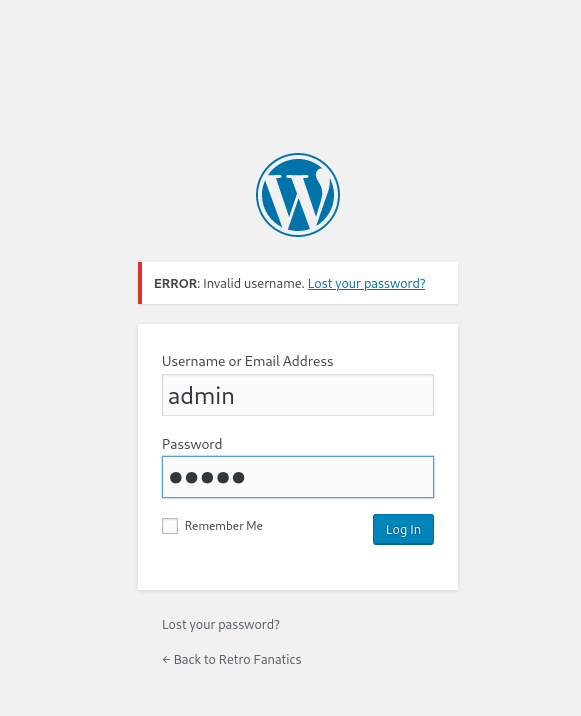 ERROR: Invalid username. Lost your password?
Username or Email Address
admin
Password
●●●●●
Remember Me
Log In
Lost your password?
← Back to Retro Fanatics